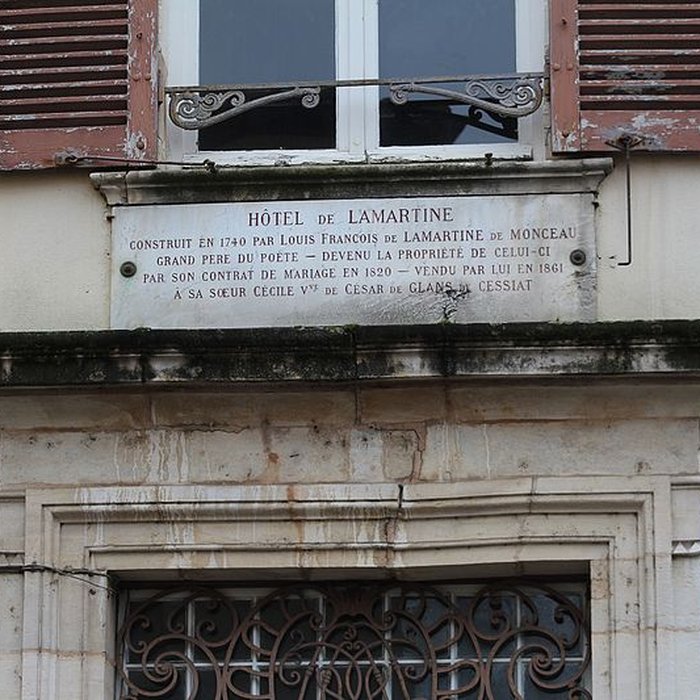 HÔTEL DE LAMARTINE
CONSTRUIT EN 1740 PAR LOUIS FRANÇOIS DE LAMARTINE DE MONCEAU
GRAND PERE DU POËTE – DEVENU LA PROPRIÉTÉ DE CELUI-CI
PAR SON CONTRAT DE MARIAGE EN 1820 – VENDU PAR LUI EN 1861
À SA SŒUR CÉCILE VVE DE CESAR DE GLANS DE CESSIAT